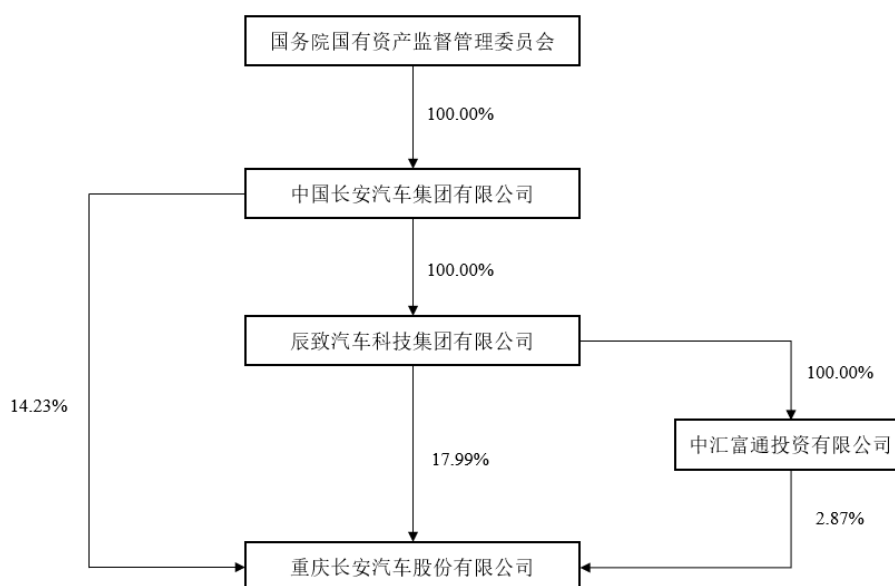 国务院国有资产监督管理委员会
100.00%
中国长安汽车集团有限公司
100.00%
辰致汽车科技集团有限公司
100.00%
14.23%
中汇富通投资有限公司
17.99%
2.87%
重庆长安汽车股份有限公司